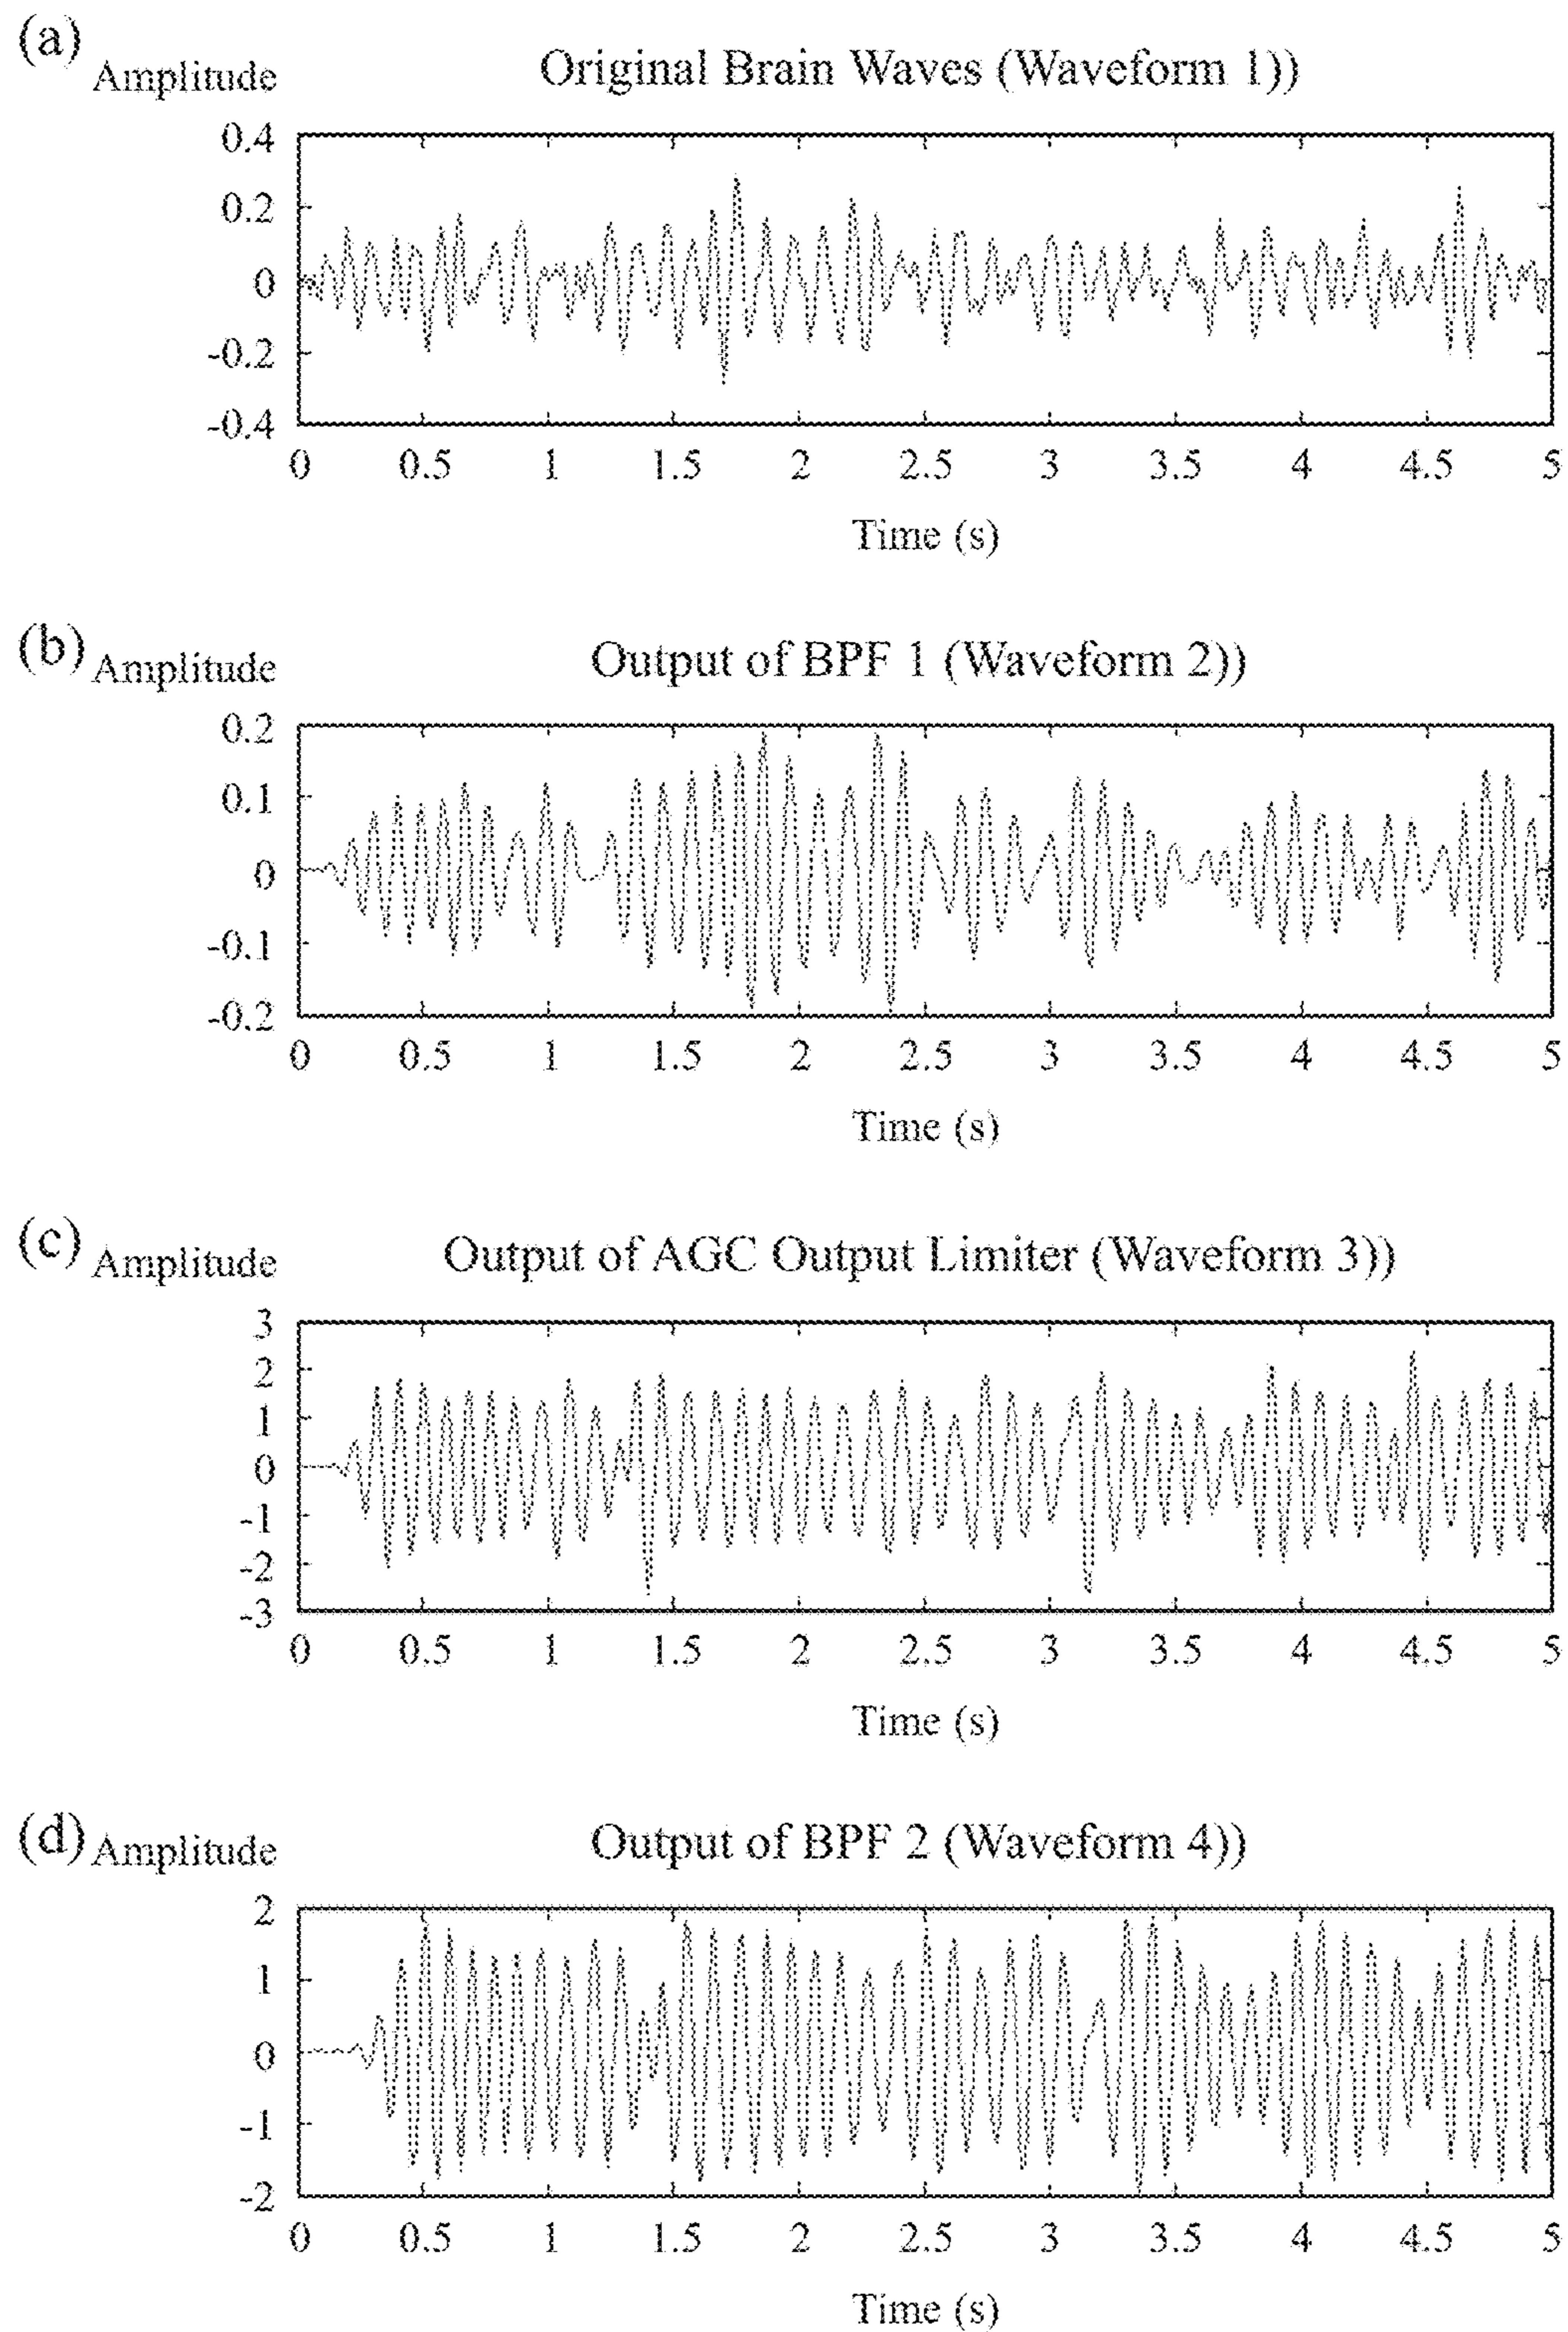 (a)
Amplitude
Original Brain Waves (Waveform 1))
0.4
0.2
0
-0.2
-0.4
0 0.5 1 1.5 2 2.5 3 3.5 4 4.5 5
Time (s)
(b)
Amplitude
Output of BPF 1 (Waveform 2))
0.2
0.1
0
-0.1
-0.2
0 0.5 1 1.5 2 2.5 3 3.5 4 4.5 5
Time (s)
(c)
Amplitude
Output of AGC Output Limiter (Waveform 3))
3
2
1
0
-1
-2
-3
0 0.5 1 1.5 2 2.5 3 3.5 4 4.5 5
Time (s)
(d)
Amplitude
Output of BPF 2 (Waveform 4))
2
1
0
-1
-2
0 0.5 1 1.5 2 2.5 3 3.5 4 4.5 5
Time (s)